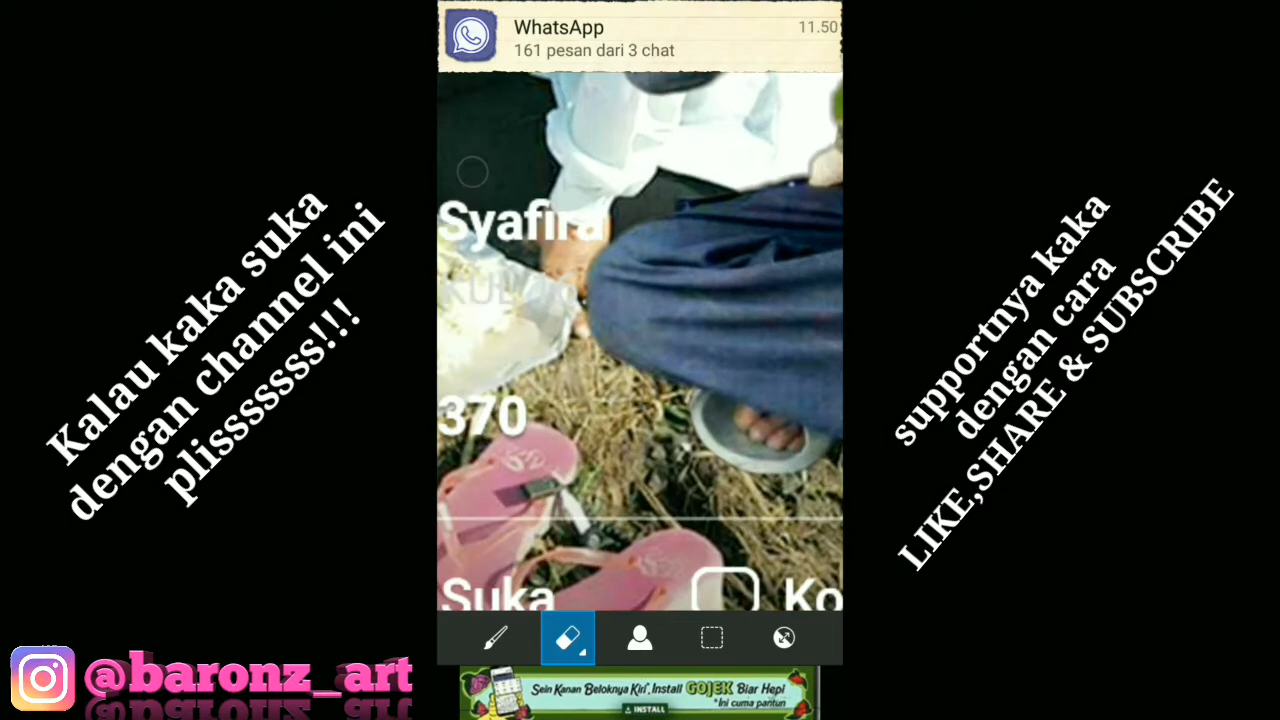 WhatsApp
11.50
161 pesan dari 3 chat
Kalau kaka suka
dengan channel ini
plisssssss!!!
Syafira
370
Suka
Ko
supportnya kaka
dengan cara
LIKE,SHARE & SUBSCRIBE
@baronz_art
Sein Kanan Beloknya Kiri*, Install GOJEK Biar Hepi
*Ini cuma pantun
INSTALL